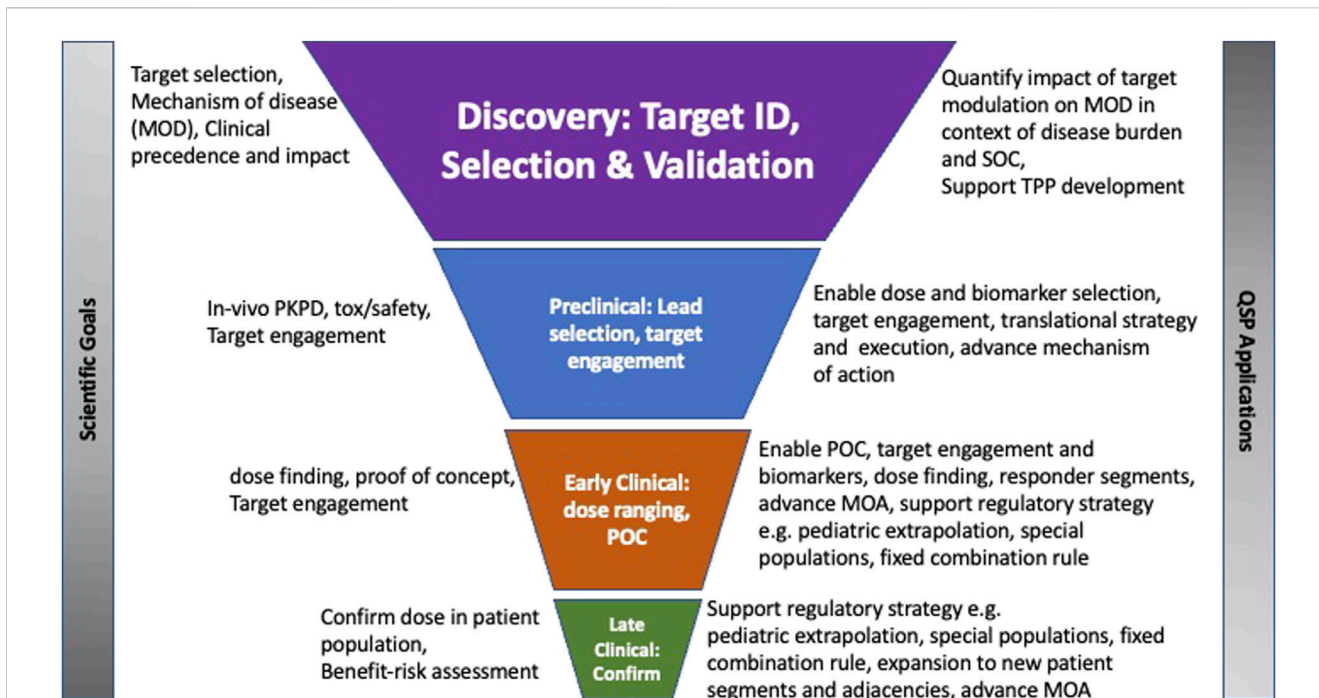 Scientific Goals
Target selection,
Mechanism of disease
(MOD), Clinical
precedence and impact
Discovery: Target ID,
Selection & Validation
Quantify impact of target
modulation on MOD in
context of disease burden
and SOC,
Support TPP development
QSP Applications
In-vivo PKPD, tox/safety,
Target engagement
Preclinical: Lead
selection, target
engagement
Enable dose and biomarker selection,
target engagement, translational strategy
and execution, advance mechanism
of action
dose finding, proof of concept,
Target engagement
Early Clinical:
dose ranging,
POC
Enable POC, target engagement and
biomarkers, dose finding, responder segments,
advance MOA, support regulatory strategy
e.g. pediatric extrapolation, special
populations, fixed combination rule
Confirm dose in patient
population,
Benefit-risk assessment
Late
Clinical:
Confirm
Support regulatory strategy e.g.
pediatric extrapolation, special populations, fixed
combination rule, expansion to new patient
segments and adjacencies, advance MOA